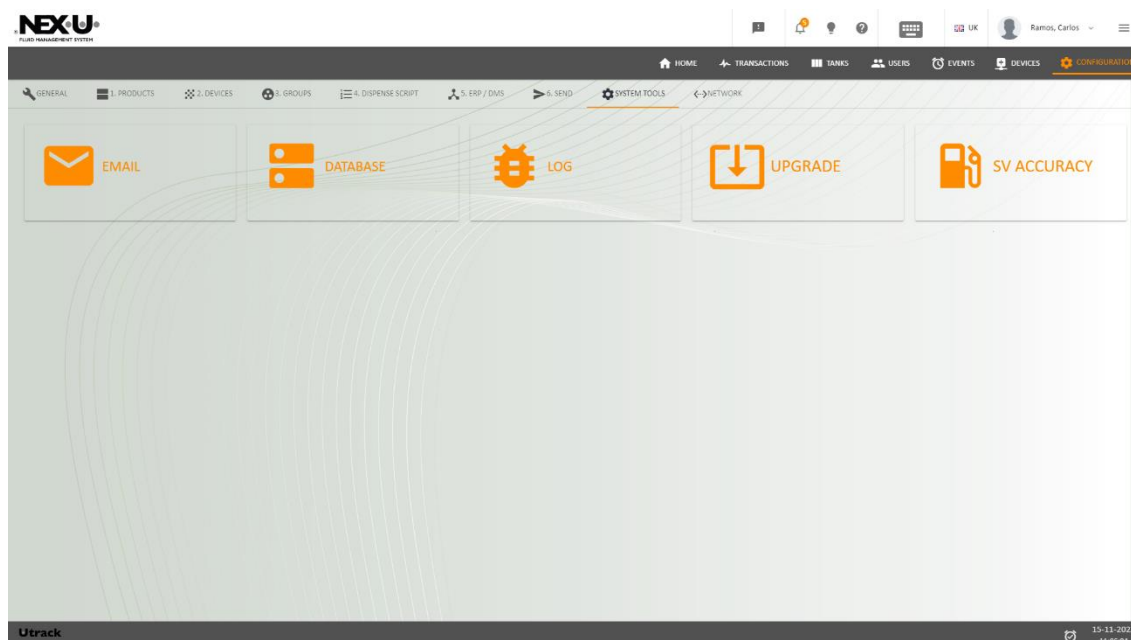 NEX·U·
FLUID MANAGEMENT SYSTEM
5
UK
Ramos, Carlos
HOME TRANSACTIONS TANKS USERS EVENTS DEVICES CONFIGURATION
GENERAL 1. PRODUCTS 2. DEVICES 3. GROUPS 4. DISPENSE SCRIPT 5. ERP / DMS 6. SEND SYSTEM TOOLS NETWORK
EMAIL DATABASE LOG UPGRADE SV ACCURACY
Utrack
15-11-202